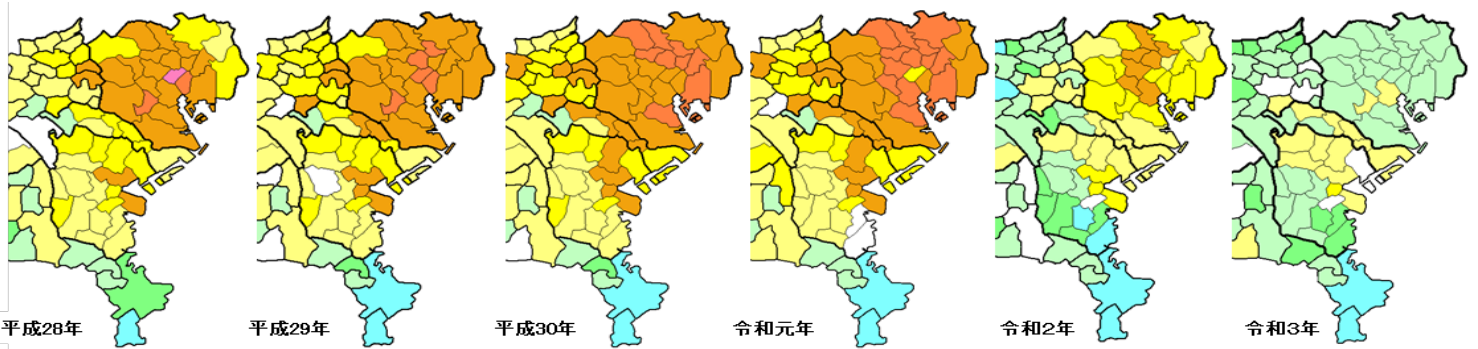 平成28年
平成29年
平成30年
令和元年
令和2年
令和3年